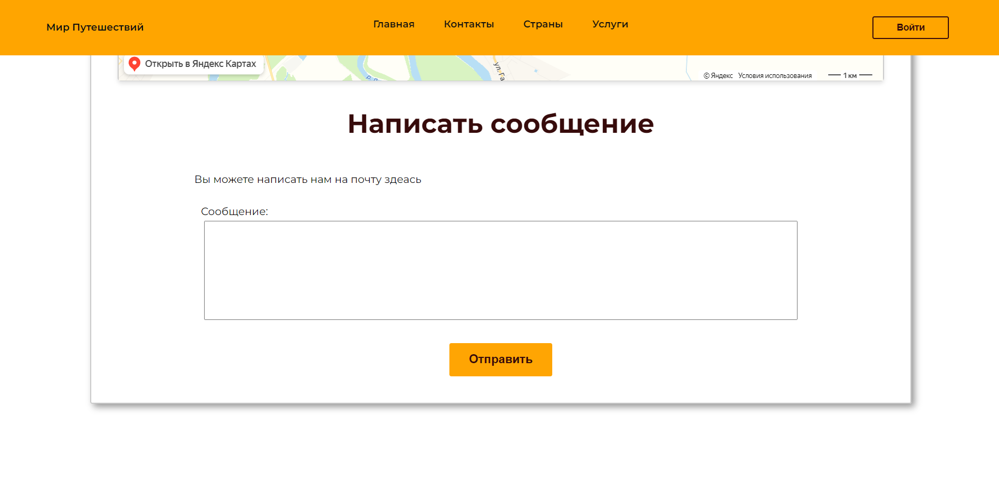 Мир Путешествий
Главная Контакты Страны Услуги
Войти
Открыть в Яндекс Картах
ул. Га
© Яндекс Условия использования 1 км
Написать сообщение
Вы можете написать нам на почту здеась
Сообщение:
Отправить